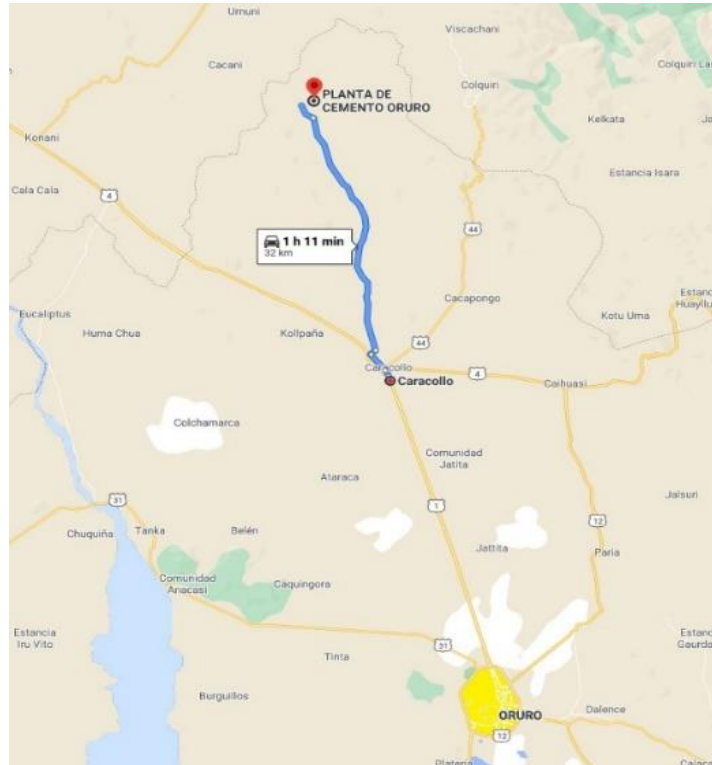 Umuni
Viscachani
Cacani
Colquiri
Colquiri La
PLANTA DE
CEMENTO ORURO
Kelkata
Konani
Estancia Isara
Cala Cala
4
44
1 h 11 min
32 km
Cacapongo
Eucaliptus
Huma Chua
Kollpaña
44
Kotu Uma
Caracollo
4
Caihuasi
Caracollo
Colchamarca
Comunidad
Jatita
Ataraca
Jalsuri
31
1
12
Chuquiña
Tanka
Belén
Jattita
Paria
Comunidad
Anacasi
Caquingora
Estancia
Iru Vito
31
Tinta
Burguillos
ORURO
Dalence
12